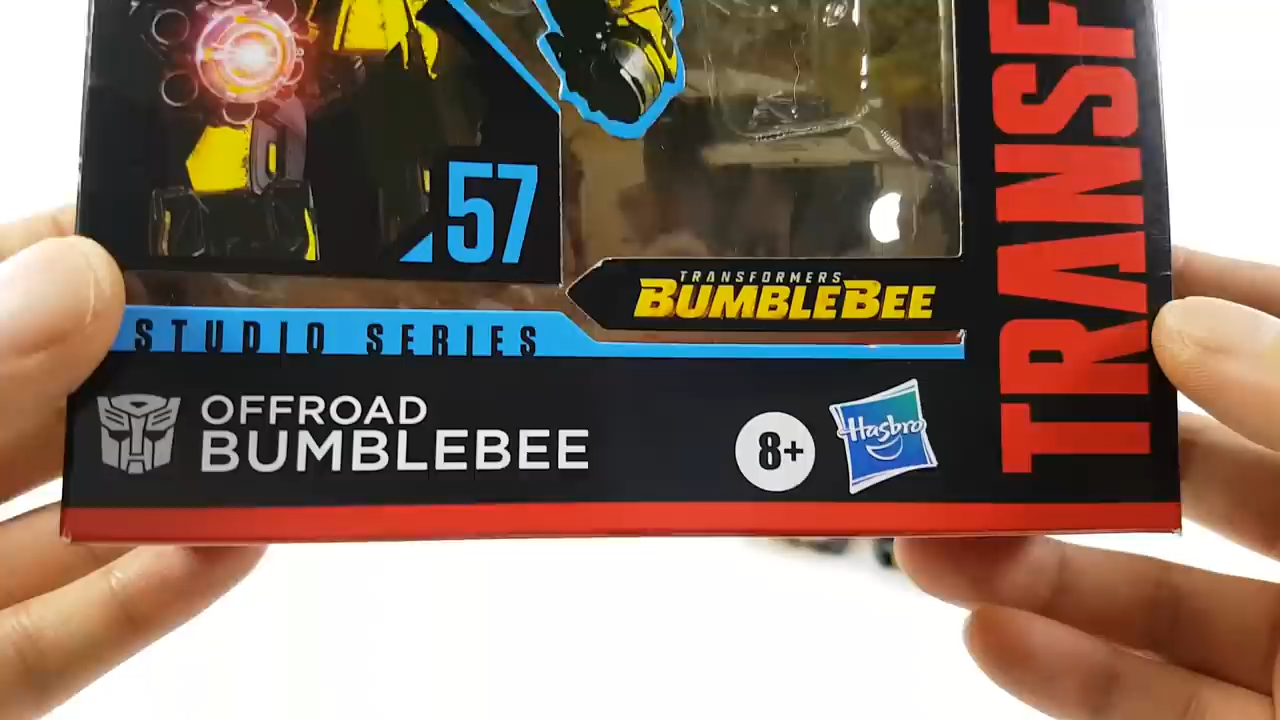 57
TRANSFORMERS
BUMBLEBEE
STUDIO SERIES
OFFROAD
BUMBLEBEE
8+
Hasbro
TRANSF